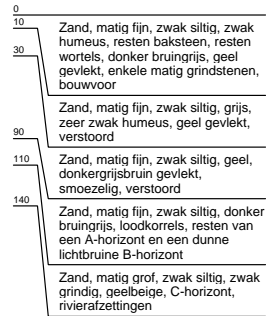 0
10
Zand, matig fijn, zwak siltig, zwak
humeus, resten baksteen, resten
wortels, donker bruingrijs, geel
gevlekt, enkele matig grindstenen,
bouwvoor
30
Zand, matig fijn, zwak siltig, grijs,
zeer zwak humeus, geel gevlekt,
verstoord
90
Zand, matig fijn, zwak siltig, geel,
donkergrijsbruin gevlekt,
smoezelig, verstoord
110
Zand, matig fijn, zwak siltig, donker
bruingrijs, loodkorrels, resten van
een A-horizont en een dunne
lichtbruine B-horizont
140
Zand, matig grof, zwak siltig, zwak
grindig, geelbeige, C-horizont,
rivierafzettingen